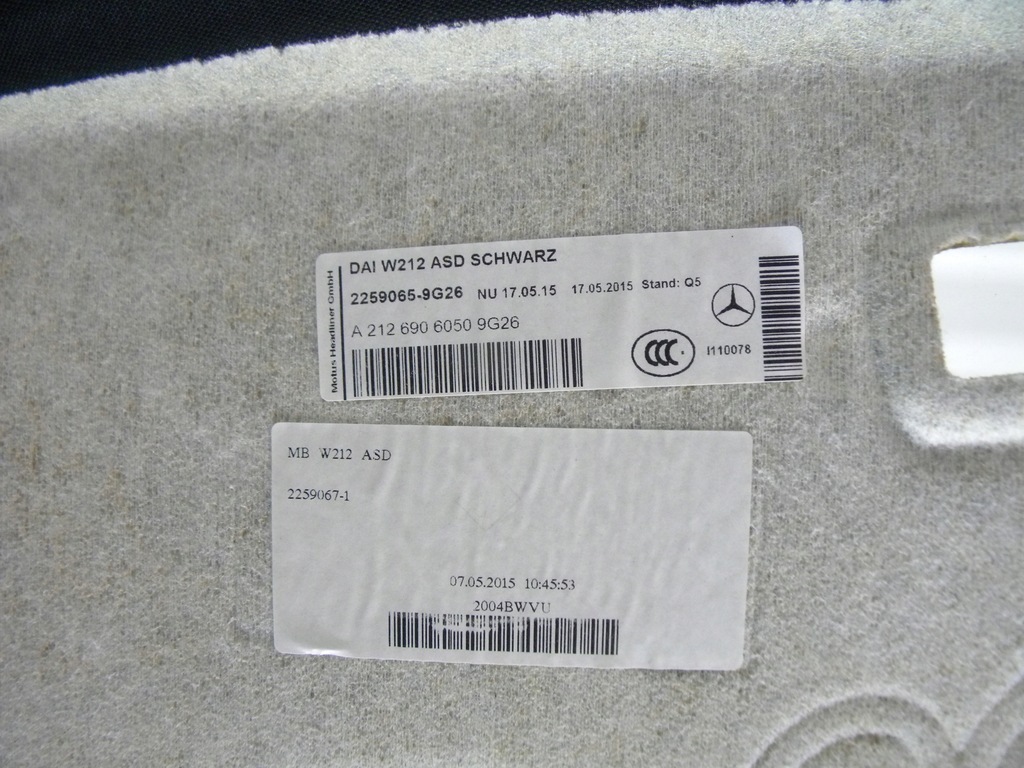 Motus Headliner GmbH
DAI W212 ASD SCHWARZ
2259065-9G26 NU 17.05.15 17.05.2015 Stand: Q5
A 212 690 6050 9G26
CCC I110078
MB W212 ASD
2259067-1
07.05.2015 10:45:53
2004BWVU